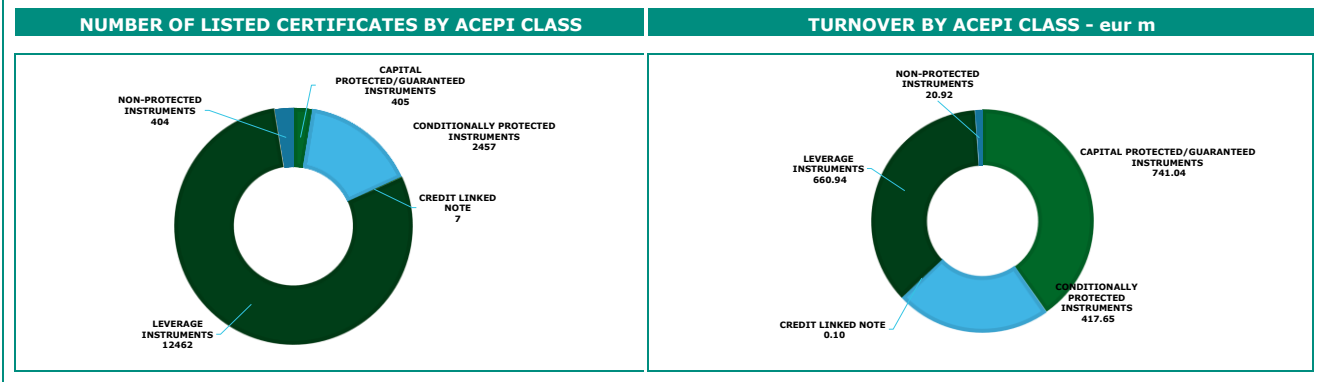 NUMBER OF LISTED CERTIFICATES BY ACEPI CLASS
CAPITAL
PROTECTED/GUARANTEED
INSTRUMENTS
405
NON-PROTECTED
INSTRUMENTS
404
CONDITIONALLY PROTECTED
INSTRUMENTS
2457
CREDIT LINKED
NOTE
7
LEVERAGE
INSTRUMENTS
12462
TURNOVER BY ACEPI CLASS - eur m
NON-PROTECTED
INSTRUMENTS
20.92
CAPITAL PROTECTED/GUARANTEED
INSTRUMENTS
741.04
LEVERAGE
INSTRUMENTS
660.94
CONDITIONALLY
PROTECTED
INSTRUMENTS
417.65
CREDIT LINKED NOTE
0.10